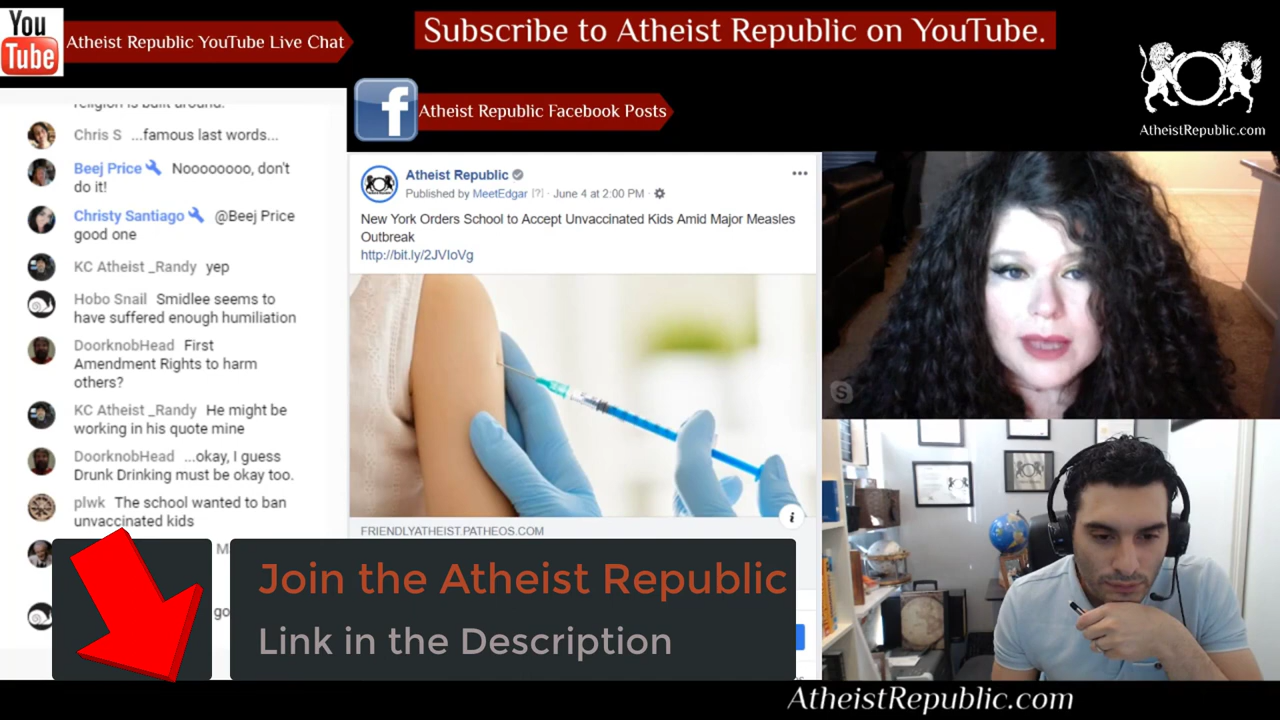 You
Tube
Atheist Republic YouTube Live Chat
Subscribe to Atheist Republic on YouTube.
AtheistRepublic.com
f
Atheist Republic Facebook Posts
religion is built around.
Chris S ...famous last words...
Beej Price Noooooooo, don't
do it!
Christy Santiago @Beej Price
good one
KC Atheist _Randy yep
Hobo Snail Smidlee seems to
have suffered enough humiliation
DoorknobHead First
Amendment Rights to harm
others?
KC Atheist _Randy He might be
working in his quote mine
DoorknobHead ...okay, I guess
Drunk Drinking must be okay too.
plwk The school wanted to ban
unvaccinated kids
Atheist Republic
Published by MeetEdgar [?] · June 4 at 2:00 PM ·
New York Orders School to Accept Unvaccinated Kids Amid Major Measles
Outbreak
http://bit.ly/2JVIoVg
i
FRIENDLYATHEIST.PATHEOS.COM
Join the Atheist Republic
Link in the Description
AtheistRepublic.com